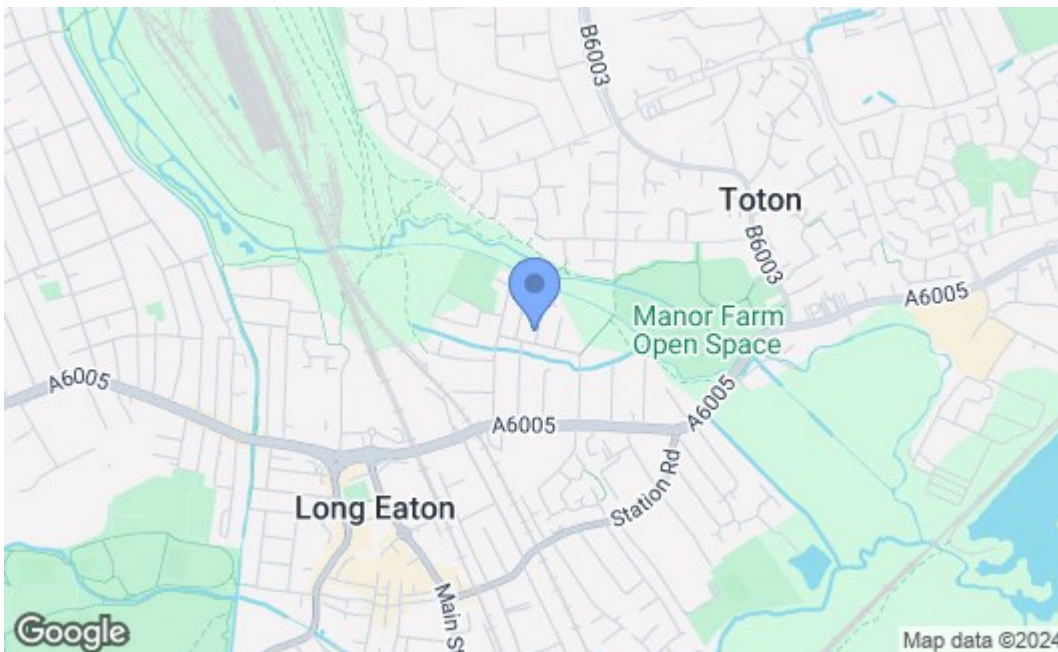 B6003
Toton
B6003
A6005
Manor Farm
Open Space
A6005
A6005
A6005
Station Rd
Long Eaton
Main St
Google
Map data ©2024